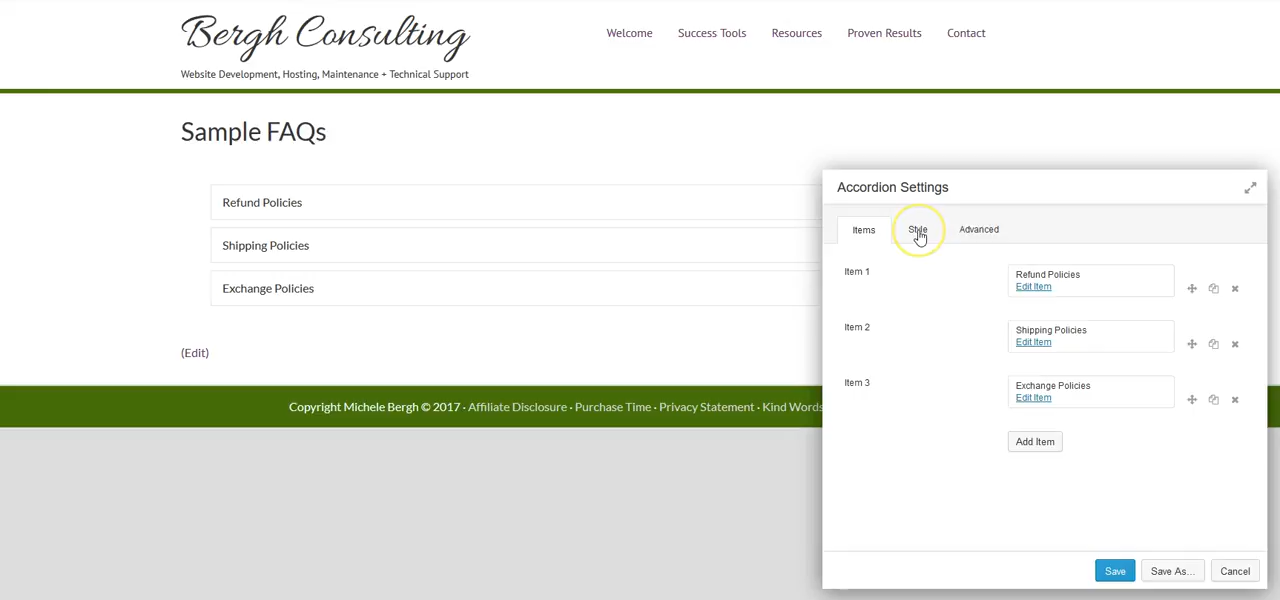 Bergh Consulting
Website Development, Hosting, Maintenance + Technical Support
Welcome
Success Tools
Resources
Proven Results
Contact
Sample FAQs
Refund Policies
Shipping Policies
Exchange Policies
(Edit)
Copyright Michele Bergh © 2017 · Affiliate Disclosure · Purchase Time · Privacy Statement · Kind Words
Accordion Settings
Items
Style
Advanced
Item 1
Refund Policies
Edit Item
Item 2
Shipping Policies
Edit Item
Item 3
Exchange Policies
Edit Item
Add Item
Save
Save As...
Cancel